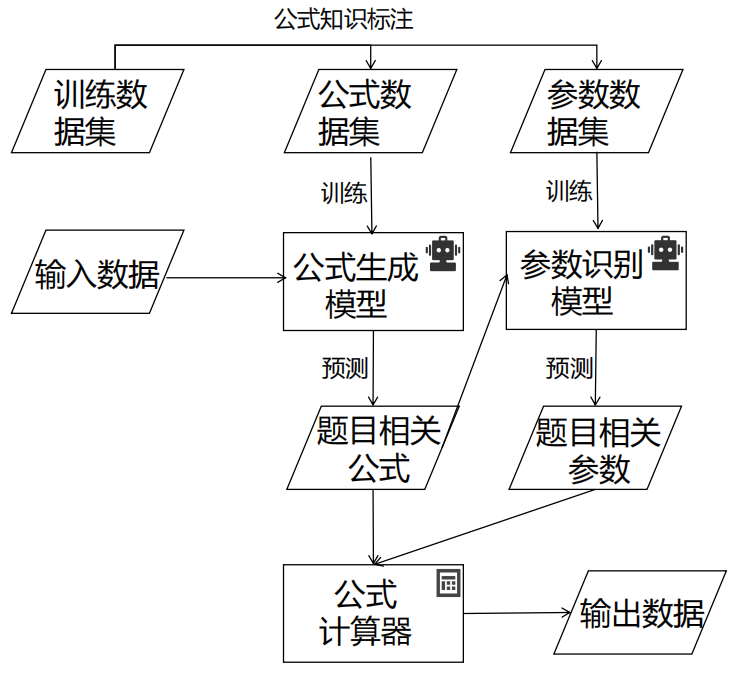 公式知识标注
训练数
据集
公式数
据集
参数数
据集
训练
训练
输入数据
公式生成
模型
参数识别
模型
预测
预测
题目相关
公式
题目相关
参数
公式
计算器
输出数据